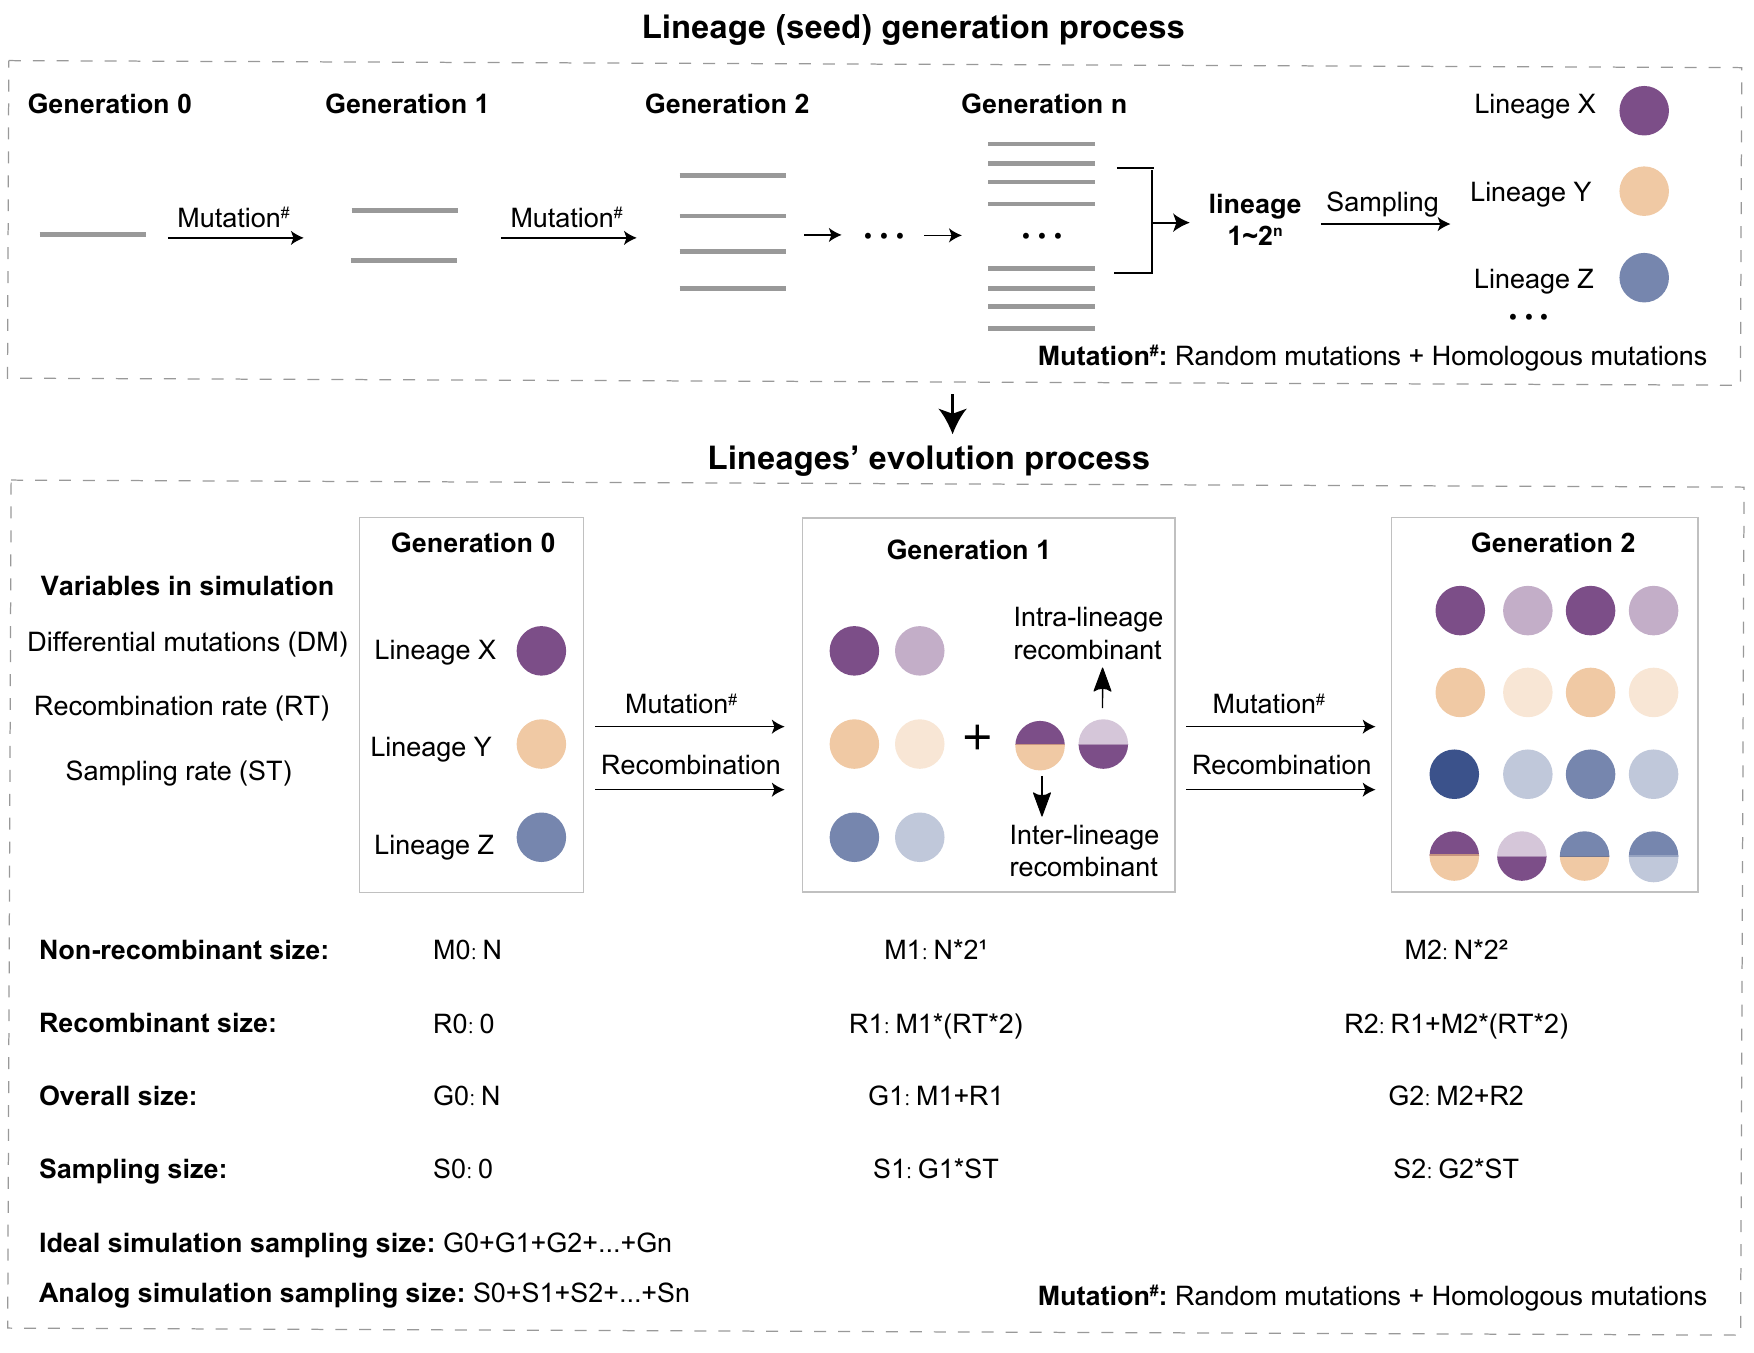 Lineage (seed) generation process
Generation 0
Generation 1
Generation 2
Generation n
Mutation#
Mutation#
...
...
lineage
1~2ⁿ
Sampling
Lineage X
Lineage Y
Lineage Z
...
Mutation#: Random mutations + Homologous mutations
Lineages’ evolution process
Variables in simulation
Differential mutations (DM)
Recombination rate (RT)
Sampling rate (ST)
Generation 0
Lineage X
Lineage Y
Lineage Z
Mutation#
Recombination
Generation 1
+
Intra-lineage
recombinant
Inter-lineage
recombinant
Mutation#
Recombination
Generation 2
Non-recombinant size: M0: N M1: N*2¹ M2: N*2²
Recombinant size: R0: 0 R1: M1*(RT*2) R2: R1+M2*(RT*2)
Overall size: G0: N G1: M1+R1 G2: M2+R2
Sampling size: S0: 0 S1: G1*ST S2: G2*ST
Ideal simulation sampling size: G0+G1+G2+...+Gn
Analog simulation sampling size: S0+S1+S2+...+Sn
Mutation#: Random mutations + Homologous mutations